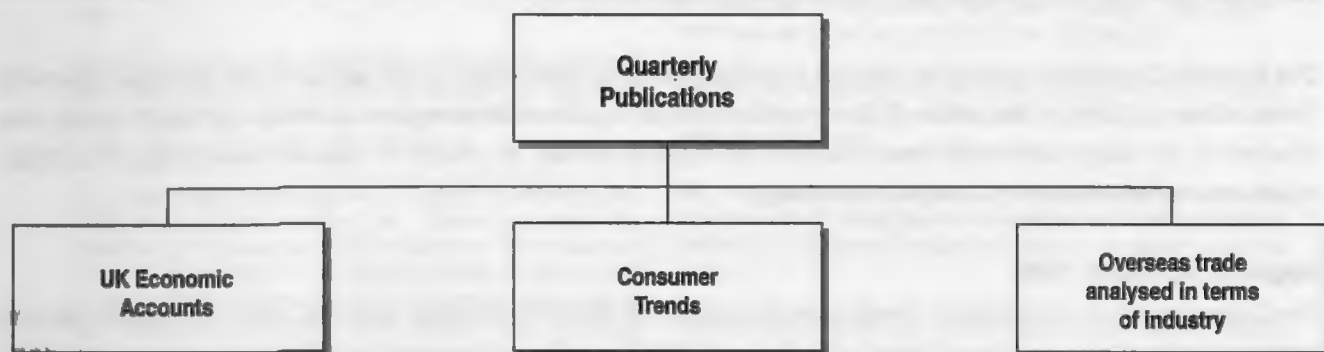 Quarterly
Publications
UK Economic
Accounts
Consumer
Trends
Overseas trade
analysed in terms
of industry